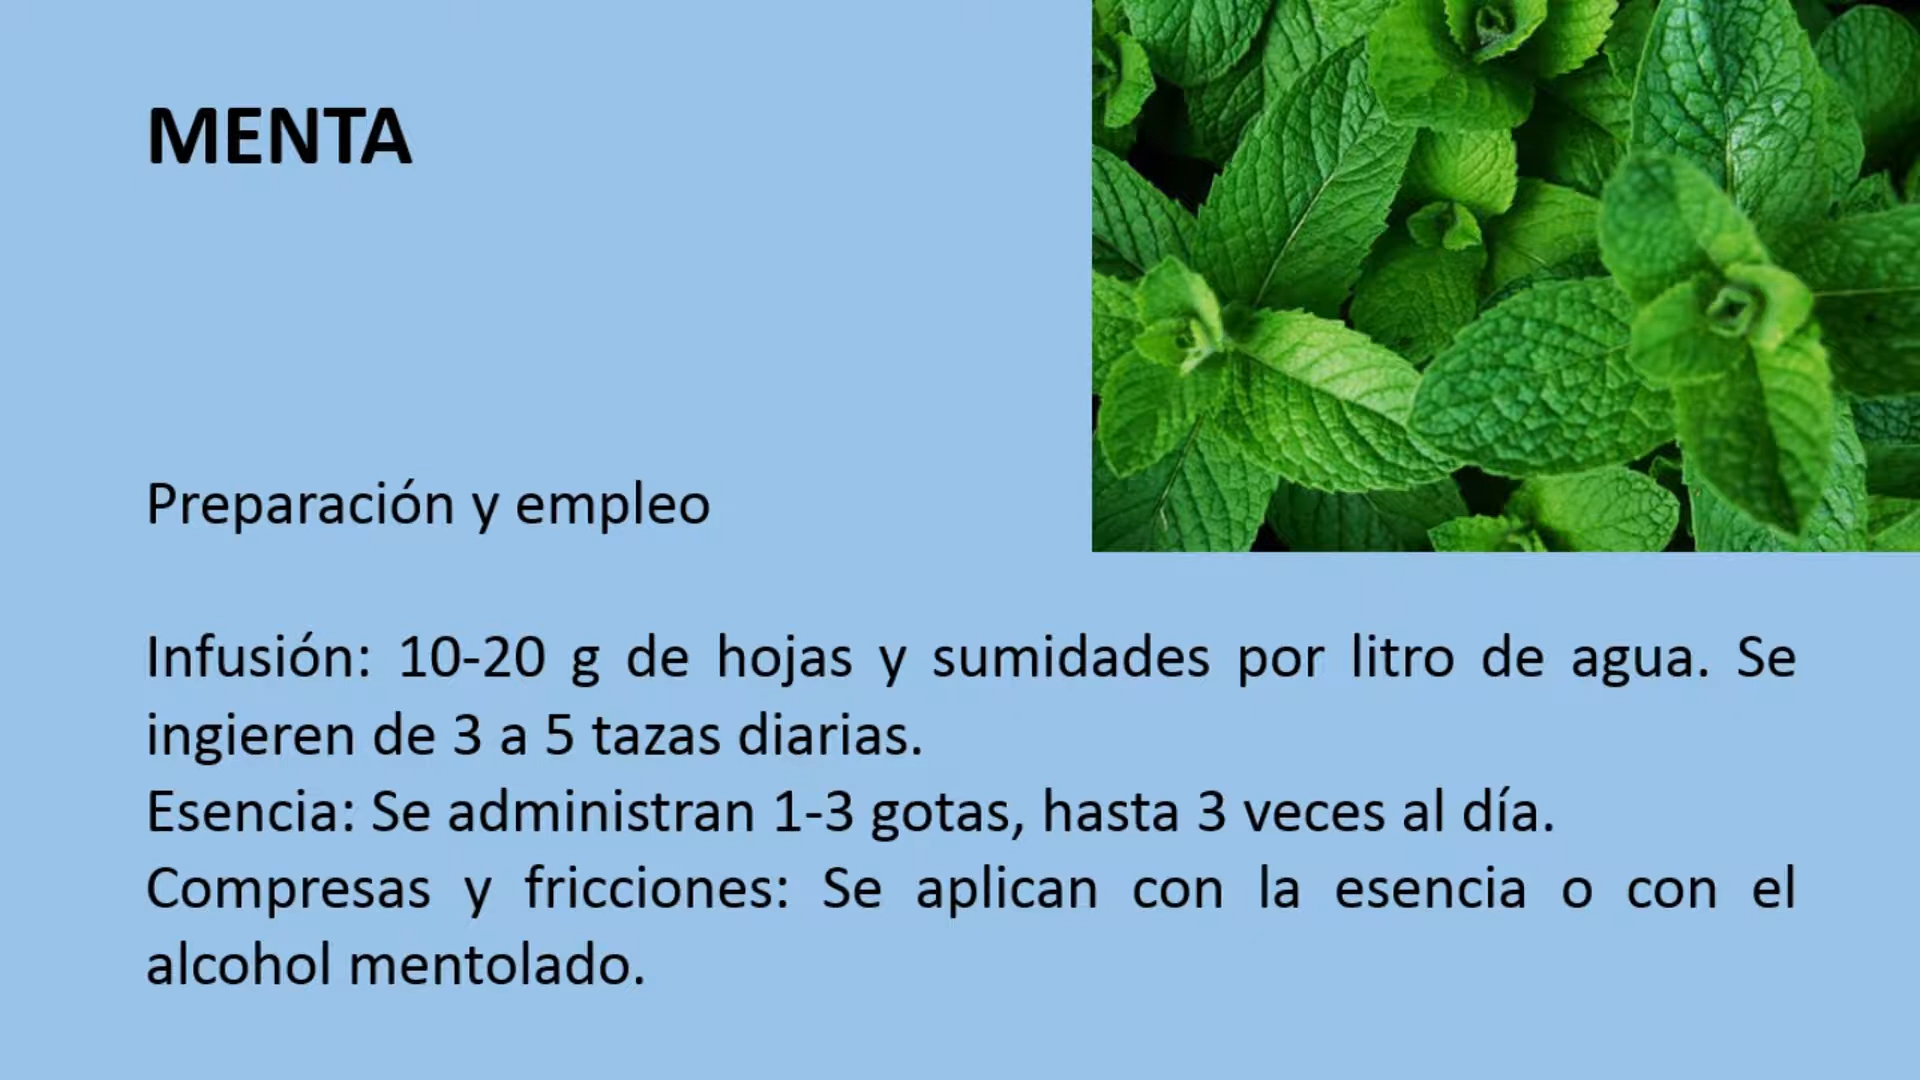 MENTA
Preparación y empleo
Infusión: 10-20 g de hojas y sumidades por litro de agua. Se
ingieren de 3 a 5 tazas diarias.
Esencia: Se administran 1-3 gotas, hasta 3 veces al día.
Compresas y fricciones: Se aplican con la esencia o con el
alcohol mentolado.